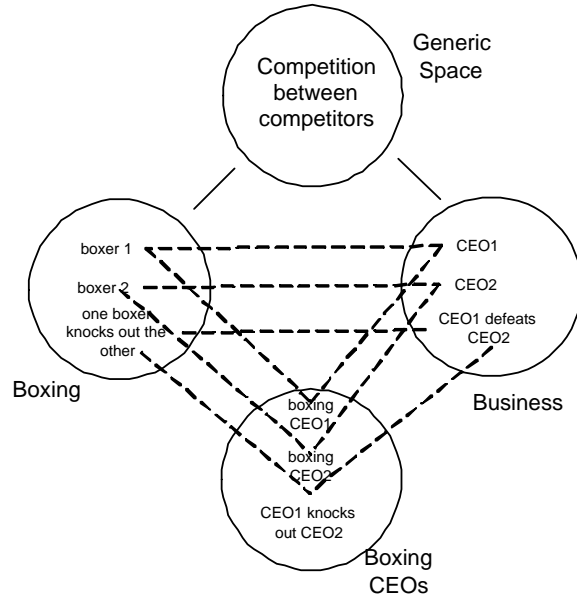 Generic
Space
Competition
between
competitors
boxer 1
CEO1
boxer 2
CEO2
one boxer
knocks out the
other
CEO1 defeats
CEO2
Boxing
Business
boxing
CEO1
boxing
CEO2
CEO1 knocks
out CEO2
Boxing
CEOs